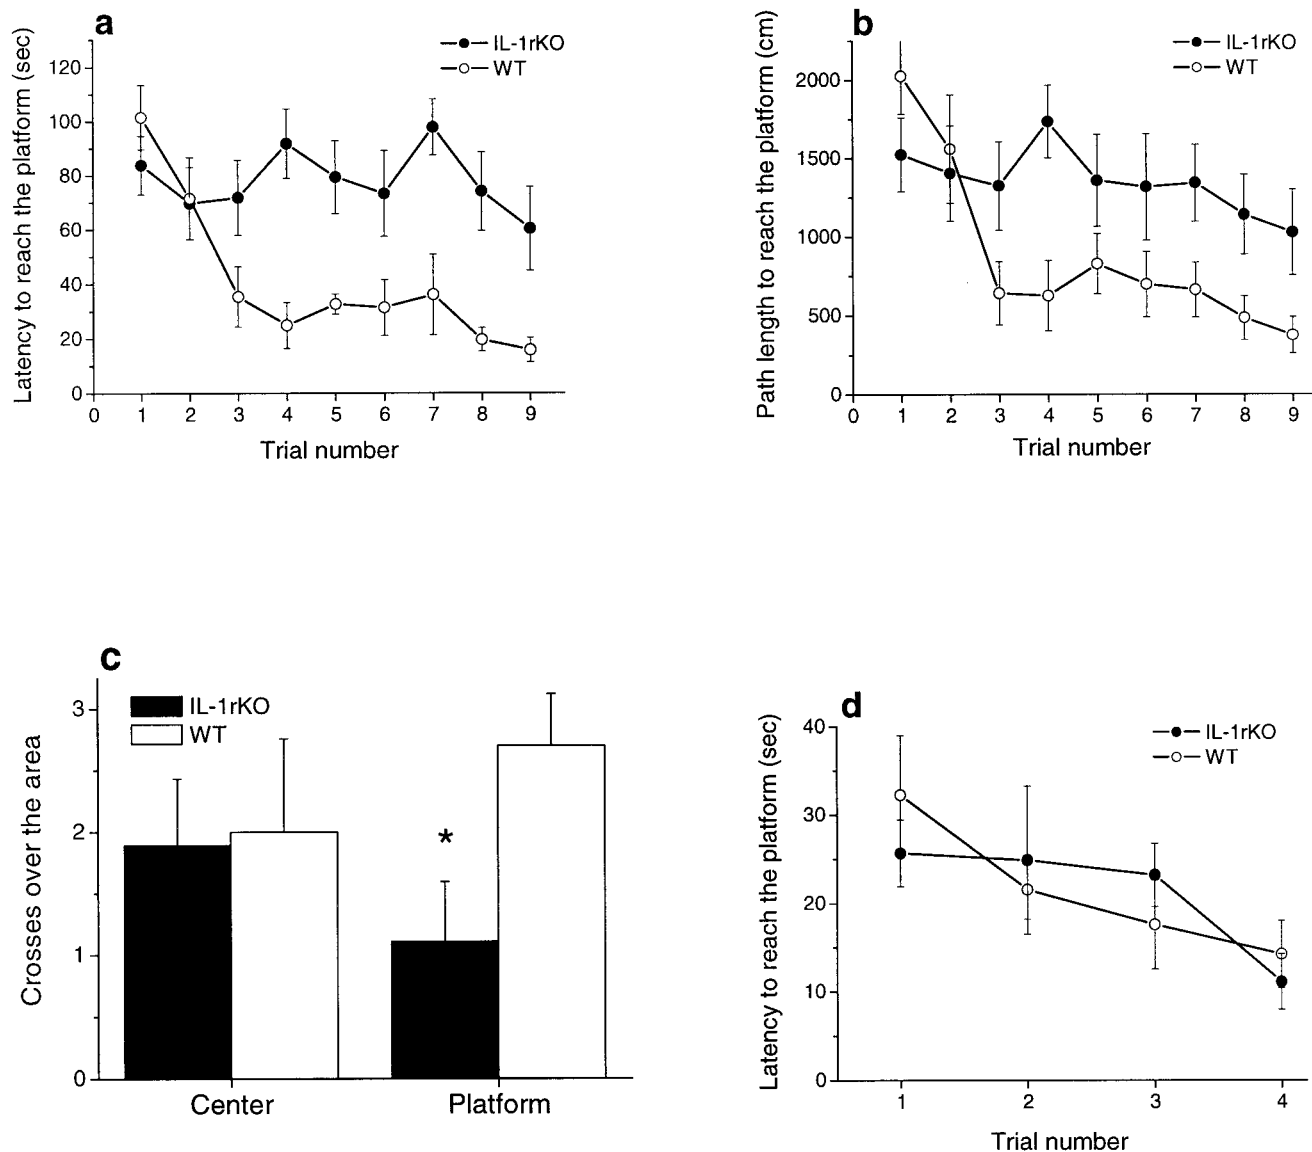 a
Latency to reach the platform (sec)
120
100
80
60
40
20
0
IL-1rKO
WT
0 1 2 3 4 5 6 7 8 9
Trial number
b
Path length to reach the platform (cm)
2000
1500
1000
500
0
IL-1rKO
WT
0 1 2 3 4 5 6 7 8 9
Trial number
c
Crosses over the area
3
2
1
0
IL-1rKO
WT
*
Center Platform
d
Latency to reach the platform (sec)
40
30
20
10
0
IL-1rKO
WT
1 2 3 4
Trial number